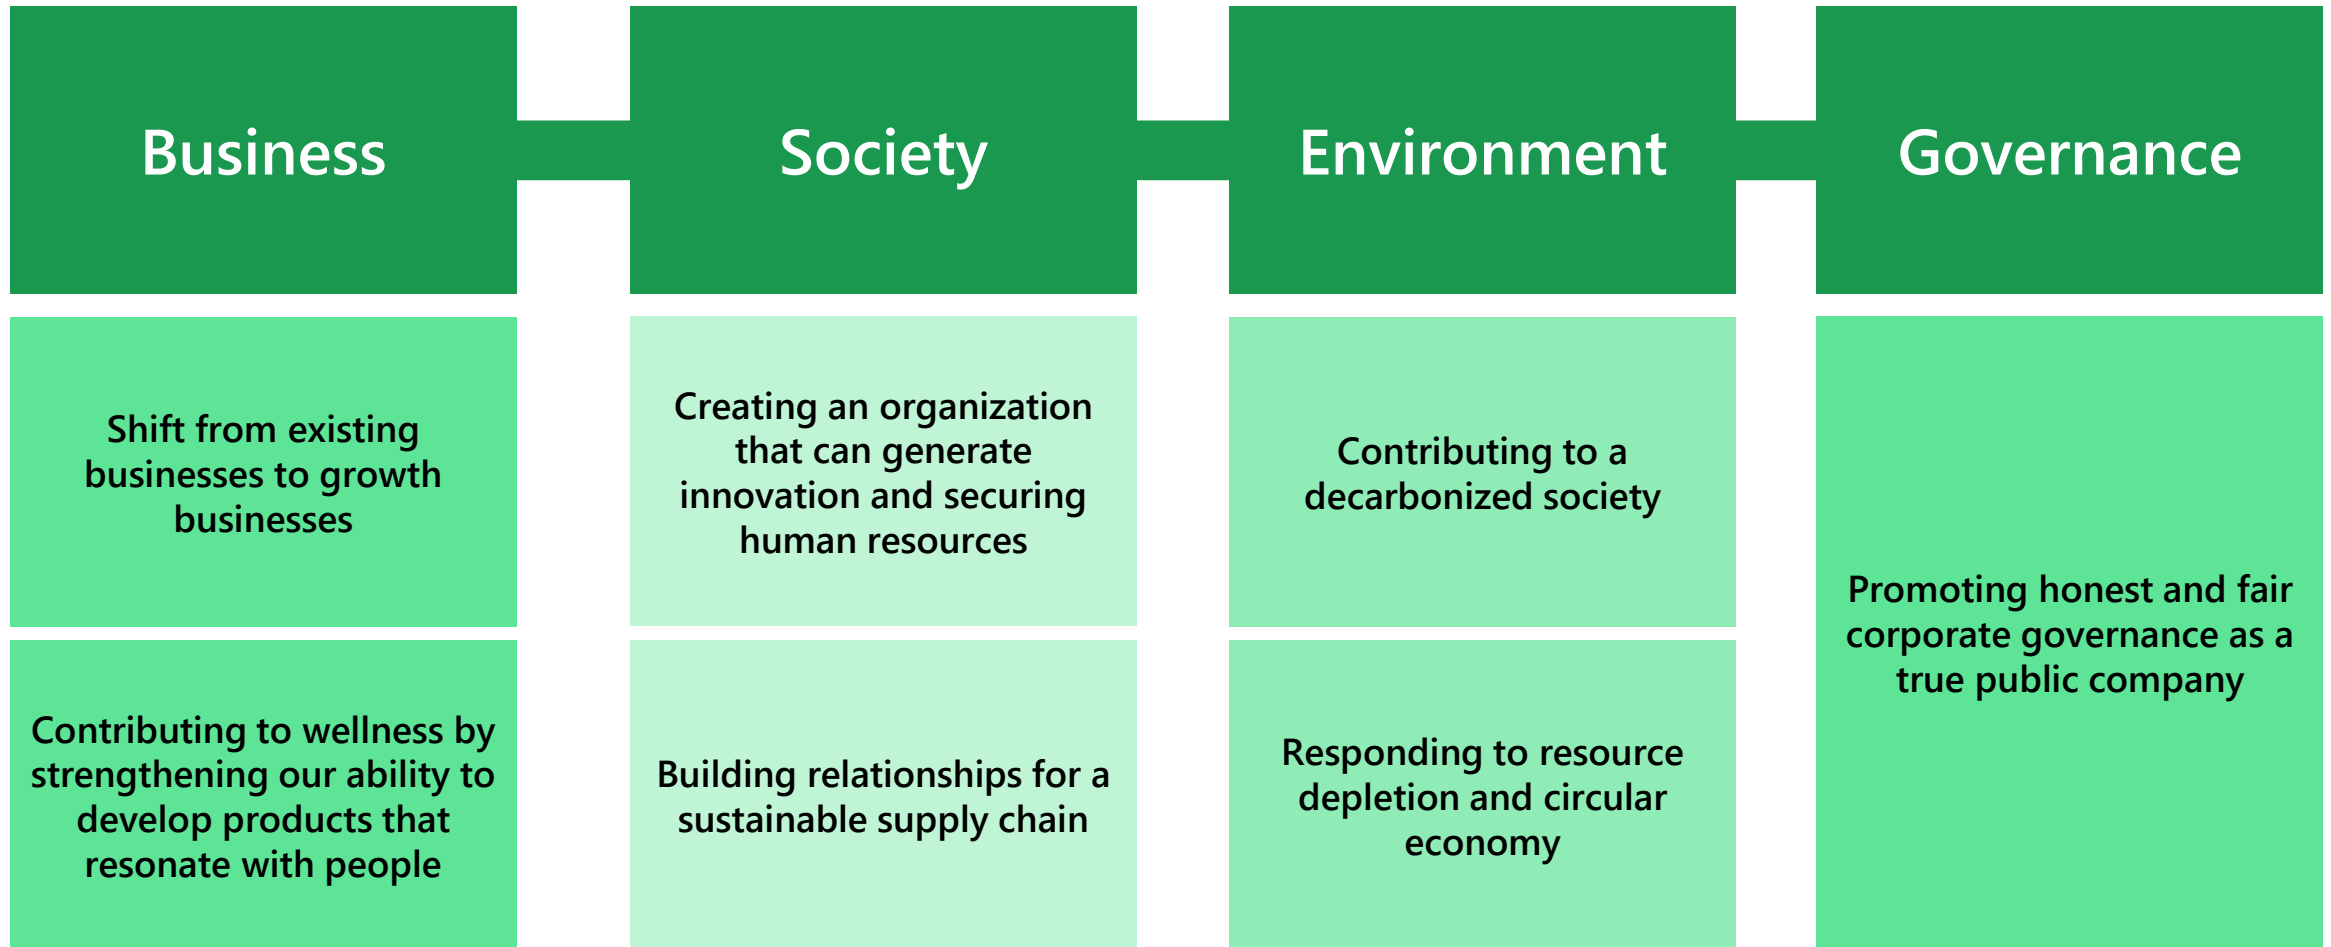 Business
Society
Environment
Governance
Shift from existing
businesses to growth
businesses
Creating an organization
that can generate
innovation and securing
human resources
Contributing to a
decarbonized society
Promoting honest and fair
corporate governance as a
true public company
Contributing to wellness by
strengthening our ability to
develop products that
resonate with people
Building relationships for a
sustainable supply chain
Responding to resource
depletion and circular
economy